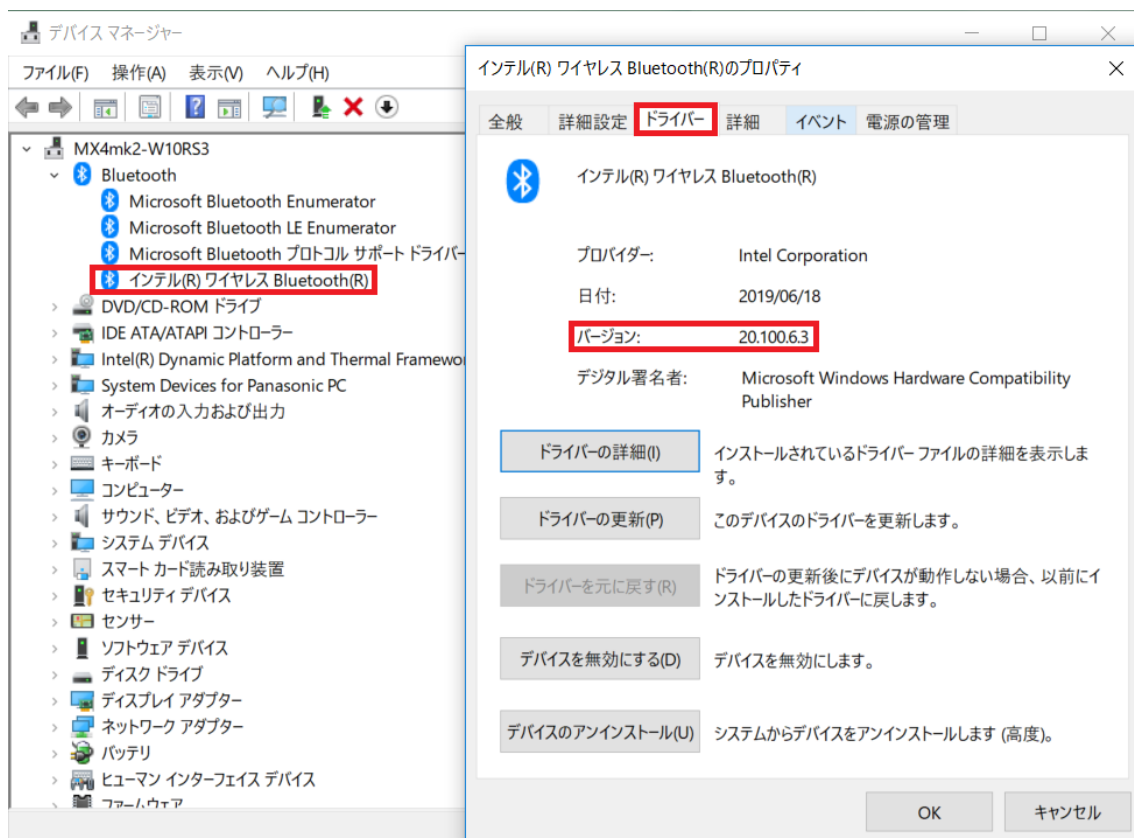 デバイス マネージャー
ファイル(F) 操作(A) 表示(V) ヘルプ(H)
MX4mk2-W10RS3
Bluetooth
Microsoft Bluetooth Enumerator
Microsoft Bluetooth LE Enumerator
Microsoft Bluetooth プロトコル サポート ドライバー
インテル(R) ワイヤレス Bluetooth(R)
DVD/CD-ROM ドライブ
IDE ATA/ATAPI コントローラー
Intel(R) Dynamic Platform and Thermal Framewo
System Devices for Panasonic PC
オーディオの入力および出力
カメラ
キーボード
コンピューター
サウンド、ビデオ、およびゲーム コントローラー
システム デバイス
スマート カード読み取り装置
セキュリティ デバイス
センサー
ソフトウェア デバイス
ディスク ドライブ
ディスプレイ アダプター
ネットワーク アダプター
バッテリ
ヒューマン インターフェイス デバイス
ファームウェア
インテル(R) ワイヤレス Bluetooth(R)のプロパティ
全般 詳細設定 ドライバー 詳細 イベント 電源の管理
インテル(R) ワイヤレス Bluetooth(R)
プロバイダー: Intel Corporation
日付: 2019/06/18
バージョン: 20.100.6.3
デジタル署名者: Microsoft Windows Hardware Compatibility
Publisher
ドライバーの詳細(I) インストールされているドライバー ファイルの詳細を表示しま
す。
ドライバーの更新(P) このデバイスのドライバーを更新します。
ドライバーを元に戻す(R) ドライバーの更新後にデバイスが動作しない場合、以前にイ
ンストールしたドライバーに戻します。
デバイスを無効にする(D) デバイスを無効にします。
デバイスのアンインストール(U) システムからデバイスをアンインストールします (高度)。
OK キャンセル